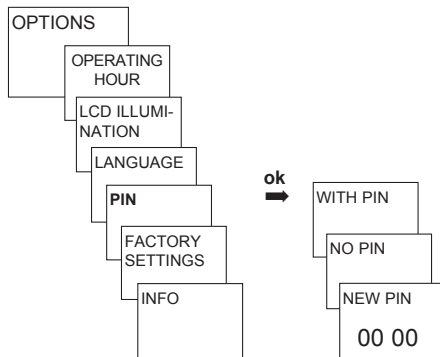 OPTIONS
OPERATING
HOUR
LCD ILLUMI-
NATION
LANGUAGE
PIN
FACTORY
SETTINGS
INFO
ok
WITH PIN
NO PIN
NEW PIN
00 00